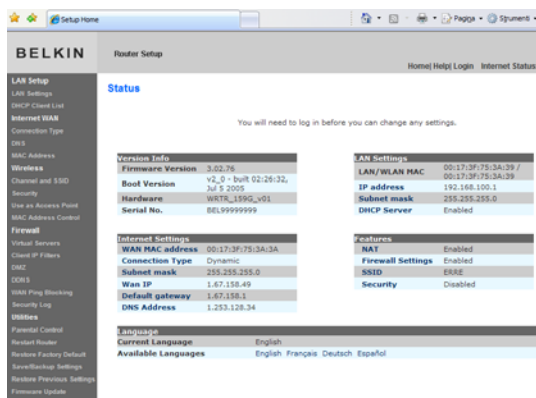 Setup Home
Pagina
Strumenti
BELKIN
Router Setup
Home| Help| Login Internet Status
LAN Setup
LAN Settings
DHCP Client List
Internet WAN
Connection Type
DNS
MAC Address
Wireless
Channel and SSID
Security
Use as Access Point
MAC Address Control
Firewall
Virtual Servers
Client IP Filters
DMZ
DDNS
WAN Ping Blocking
Security Log
Utilities
Parental Control
Restart Router
Restore Factory Default
Save/Backup Settings
Restore Previous Settings
Firmware Update
Status
You will need to log in before you can change any settings.
Version Info
Firmware Version 3.02.76
Boot Version v2_0 - built 02:26:32,
Jul 5 2005
Hardware WRTR_159G_v01
Serial No. BEL99999999
LAN Settings
LAN/WLAN MAC 00:17:3F:75:3A:39 /
00:17:3F:75:3A:39
IP address 192.168.100.1
Subnet mask 255.255.255.0
DHCP Server Enabled
Internet Settings
WAN MAC address 00:17:3F:75:3A:3A
Connection Type Dynamic
Subnet mask 255.255.255.0
Wan IP 1.67.158.49
Default gateway 1.67.158.1
DNS Address 1.253.128.34
Features
NAT Enabled
Firewall Settings Enabled
SSID ERRE
Security Disabled
Language
Current Language English
Available Languages English Français Deutsch Español